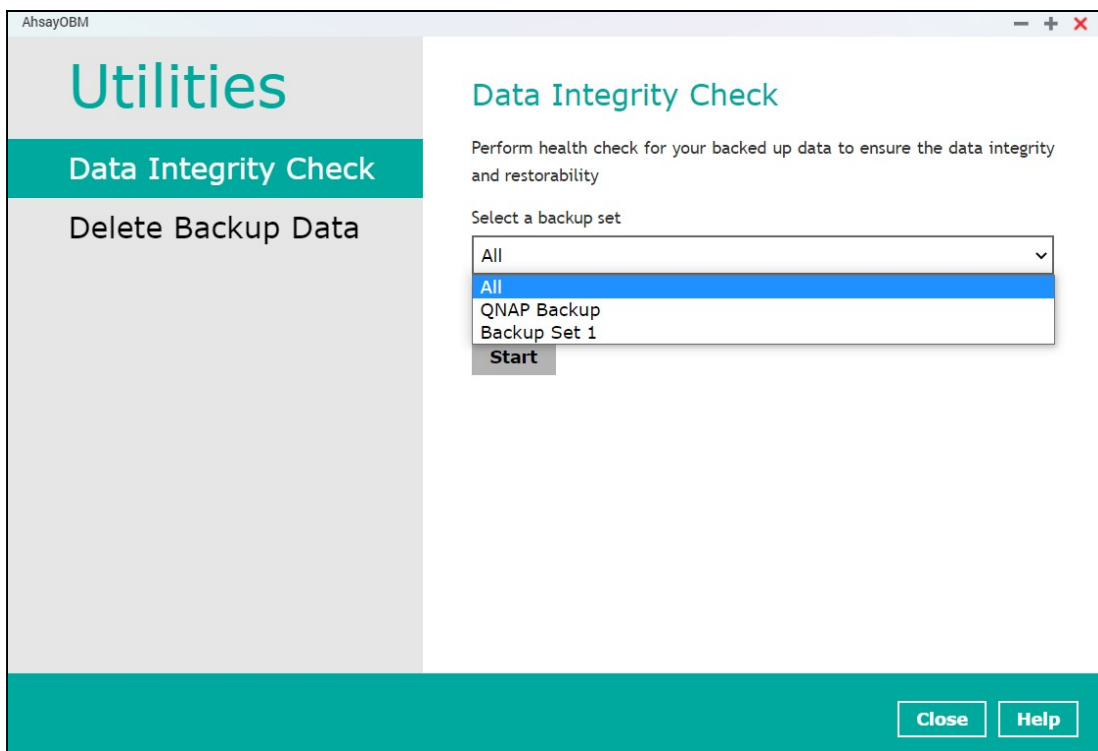 AhsayOBM
Utilities
Data Integrity Check
Delete Backup Data
Data Integrity Check
Perform health check for your backed up data to ensure the data integrity
and restorability
Select a backup set
All
All
QNAP Backup
Backup Set 1
Start
Close
Help